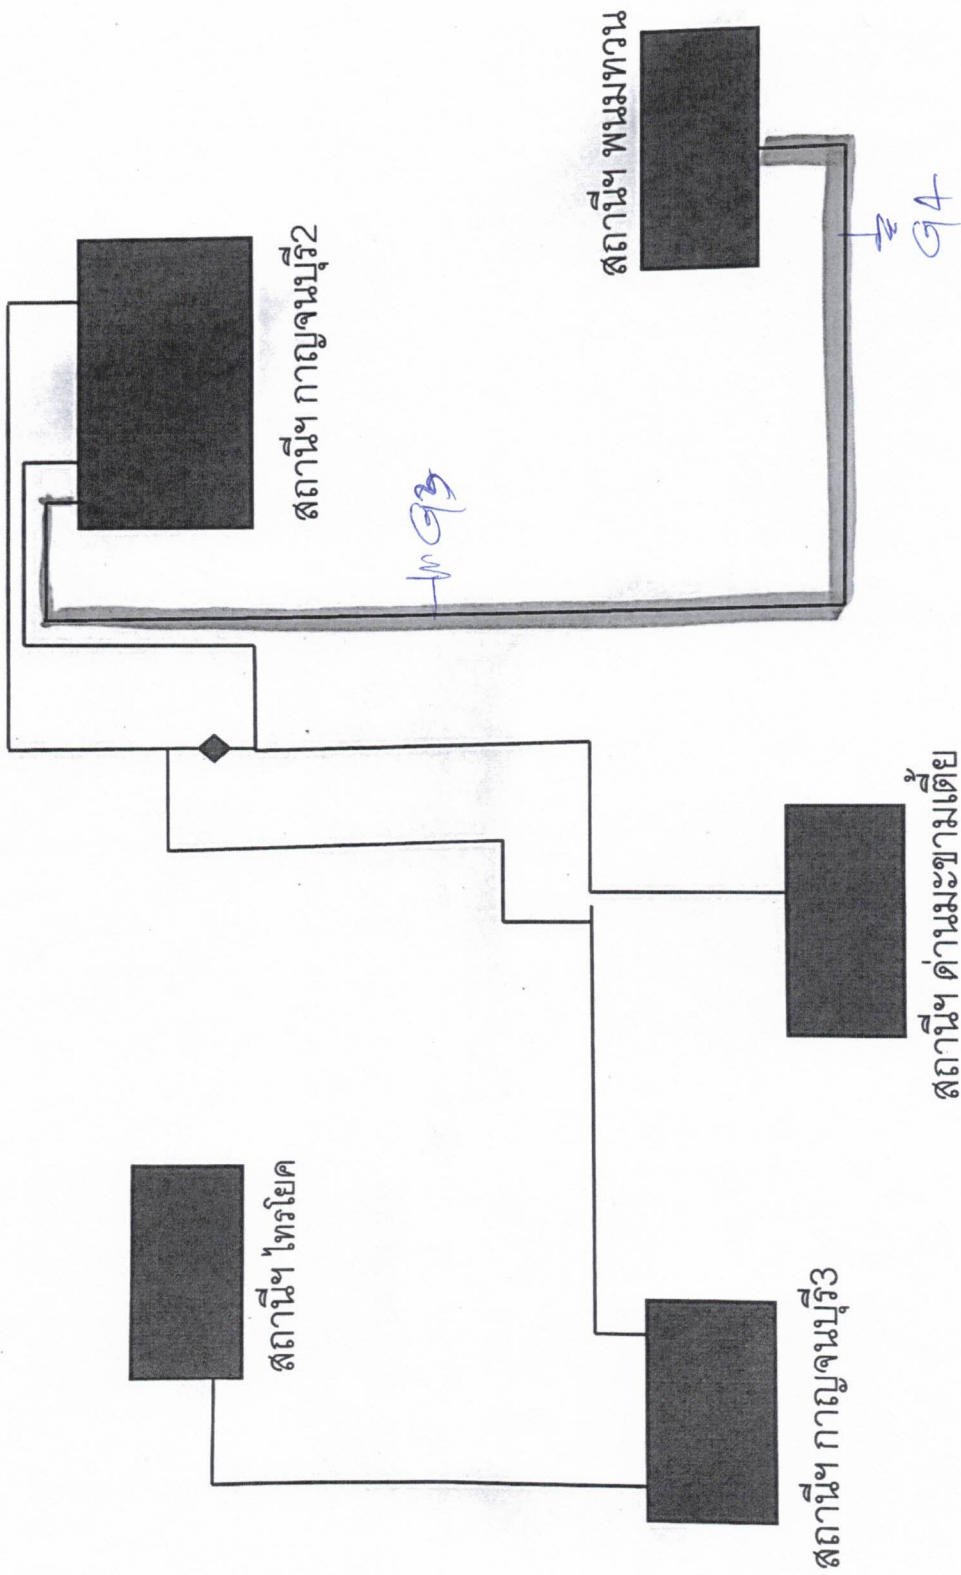 สถานีฯ ไทรโยค
สถานีฯ กาญจนบุรี2
สถานีฯ พนมทวน
สถานีฯ กาญจนบุรี3
สถานีฯ ด่านมะขามเตี้ย